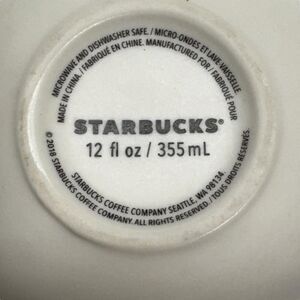 MICROWAVE AND DISHWASHER SAFE. / MICRO-ONDES ET LAVE-VAISSELLE.
MADE IN CHINA. / FABRIQUÉ EN CHINE. MANUFACTURED FOR / FABRIQUÉ POUR
STARBUCKS®
12 fl oz / 355 mL
STARBUCKS COFFEE COMPANY SEATTLE, WA 98134.
© 2018 STARBUCKS COFFEE COMPANY. ALL RIGHTS RESERVED. / TOUS DROITS RÉSERVÉS